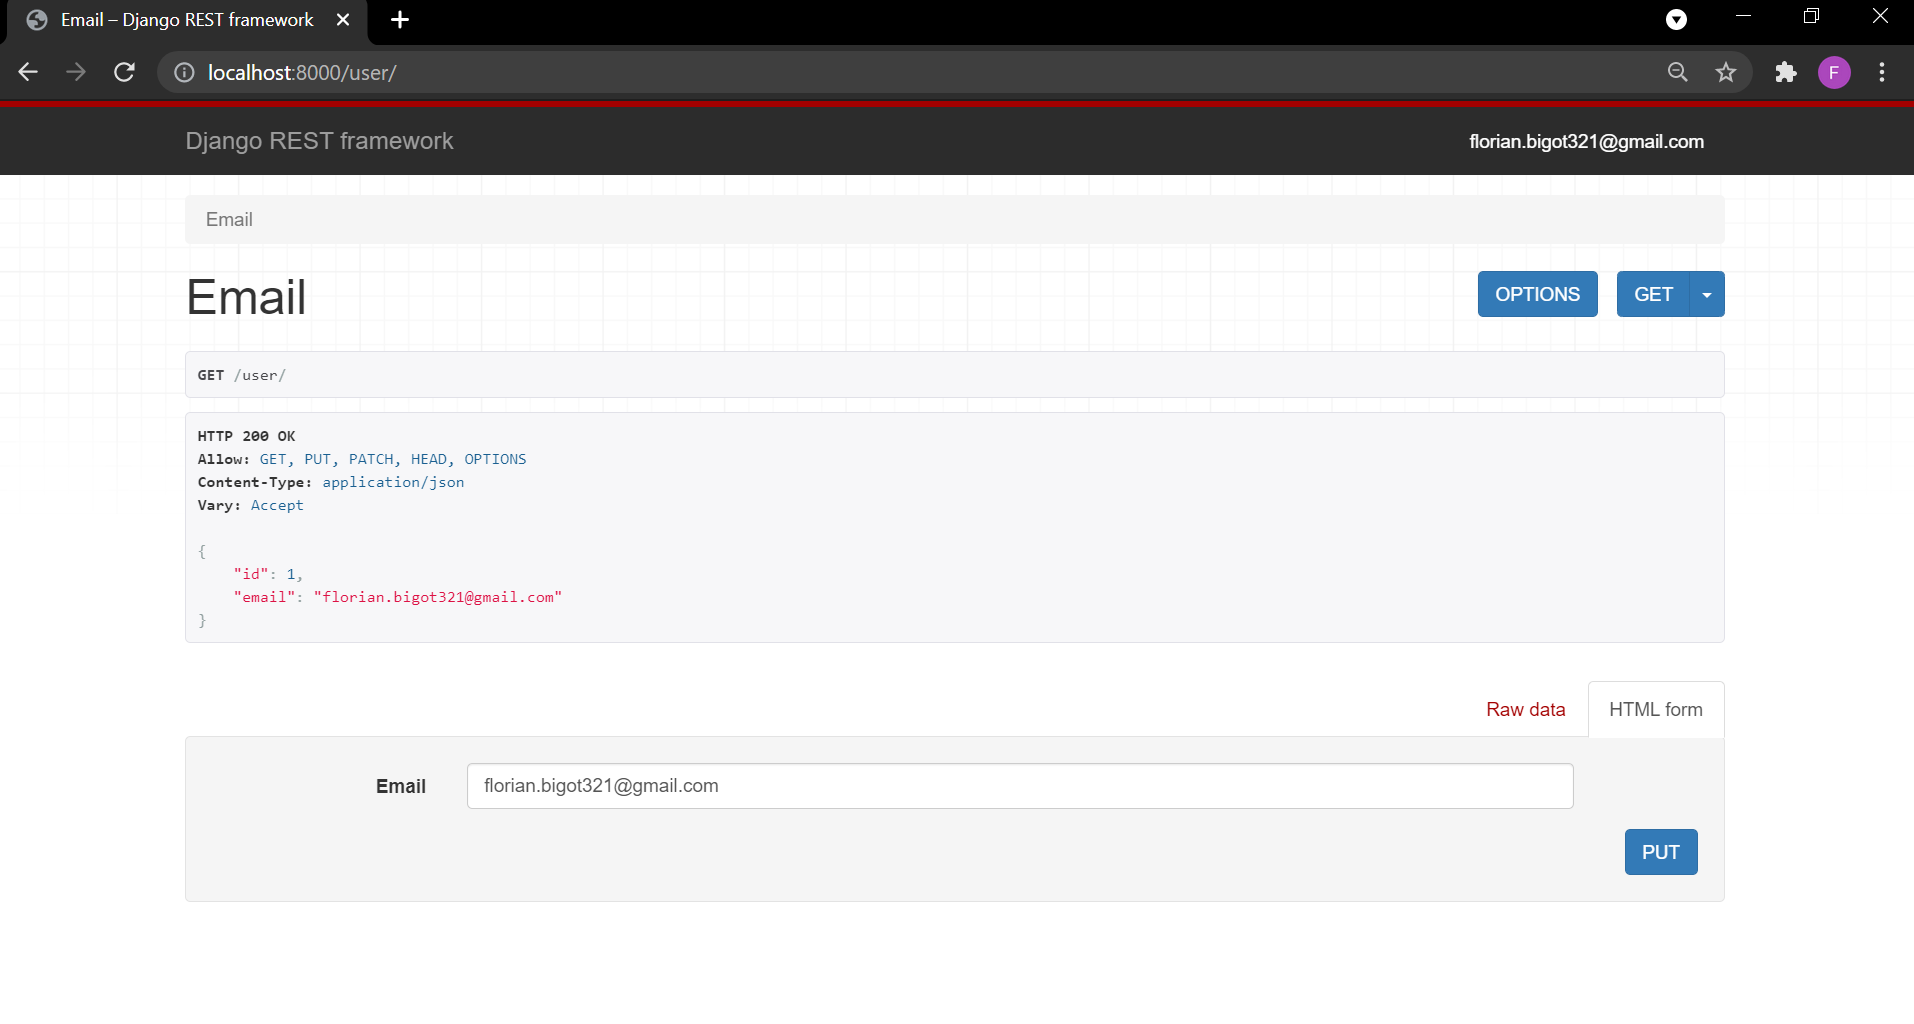 Email – Django REST framework
localhost:8000/user/
F
Django REST framework
florian.bigot321@gmail.com
Email
Email
OPTIONS
GET
GET /user/
HTTP 200 OK
Allow: GET, PUT, PATCH, HEAD, OPTIONS
Content-Type: application/json
Vary: Accept
{
"id": 1,
"email": "florian.bigot321@gmail.com"
}
Raw data
HTML form
Email
florian.bigot321@gmail.com
PUT